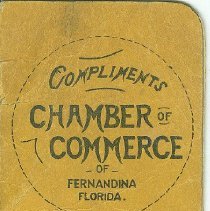 COMPLIMENTS
CHAMBER OF
COMMERCE
OF
FERNANDINA
FLORIDA.